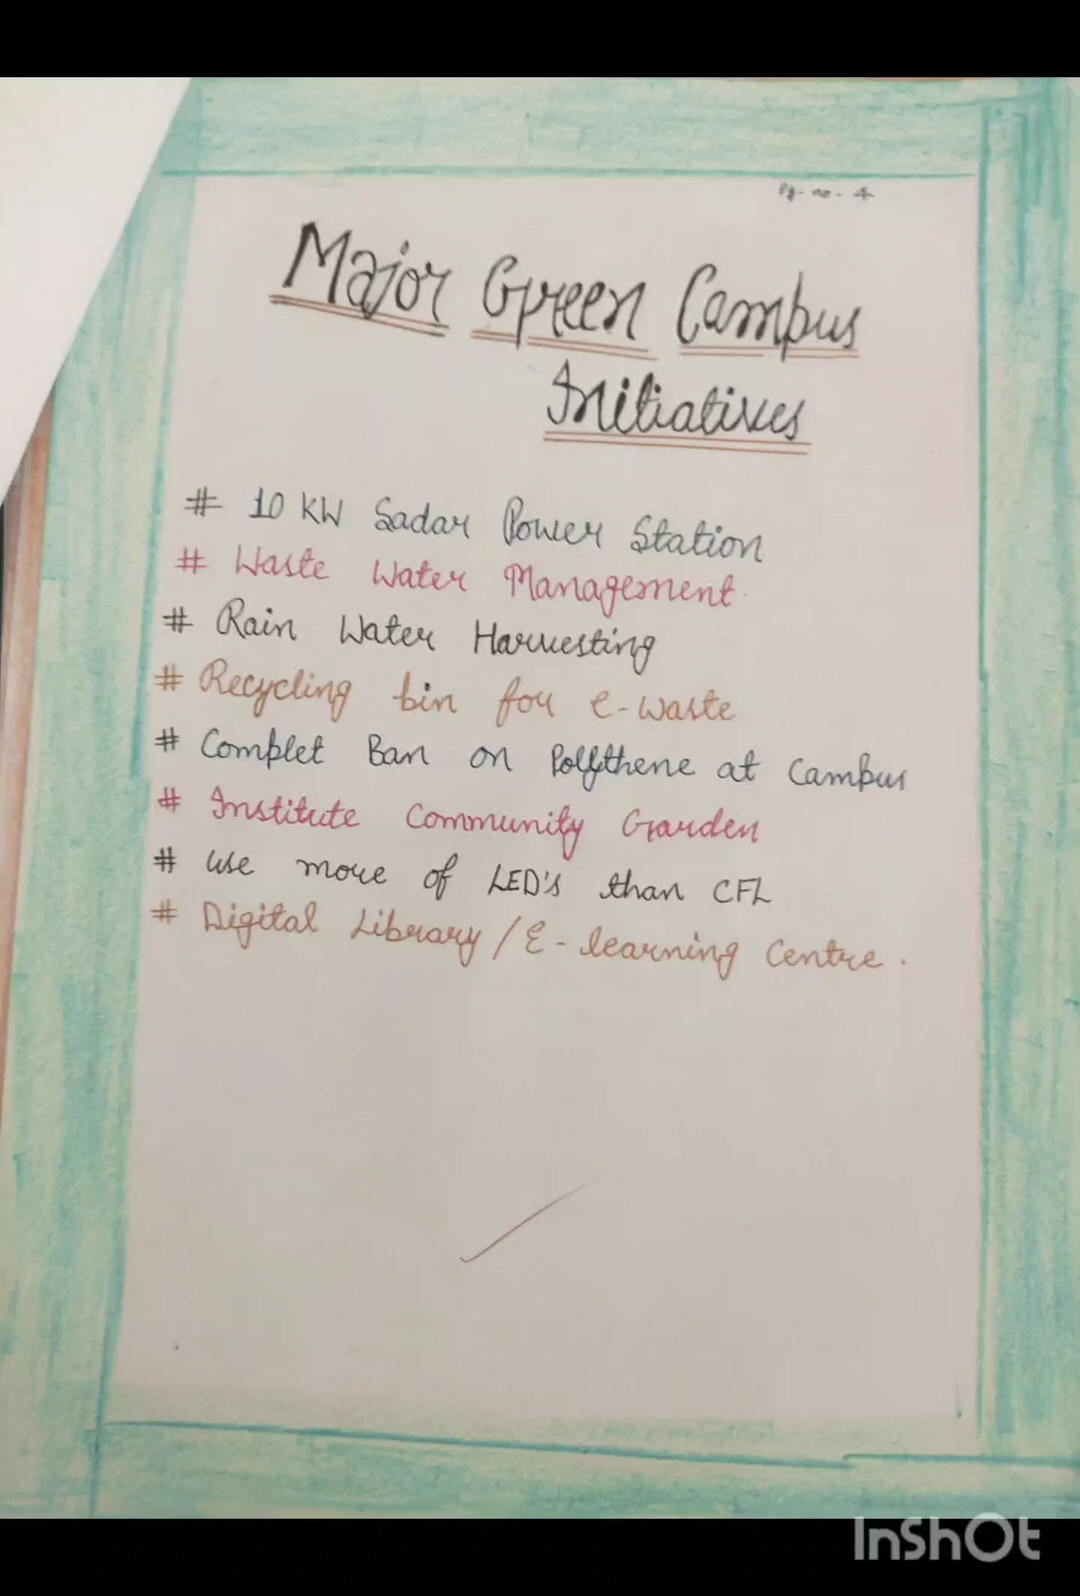 Pg. no. 4
Major Green Campus
Initiatives
# 10 KW Sadar Power Station
# Waste Water Management.
# Rain Water Harvesting
# Recycling bin for e-waste
# Complet Ban on Polythene at Campus
# Institute Community Garden
# use more of LED's than CFL
# Digital Library / E-learning Centre.
InShOt